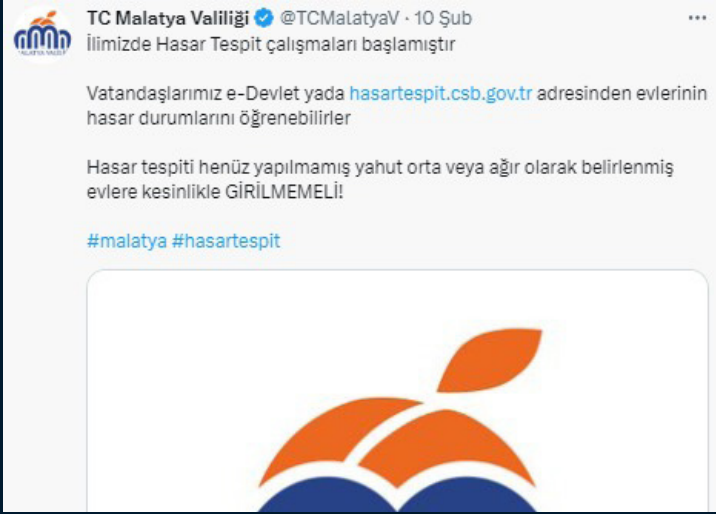 TC Malatya Valiliği @TCMalatyaV · 10 Şub
İlimizde Hasar Tespit çalışmaları başlamıştır
Vatandaşlarımız e-Devlet yada hasartespit.csb.gov.tr adresinden evlerinin
hasar durumlarını öğrenebilirler
Hasar tespiti henüz yapılmamış yahut orta veya ağır olarak belirlenmiş
evlere kesinlikle GİRİLMEMELİ!
#malatya #hasartespit